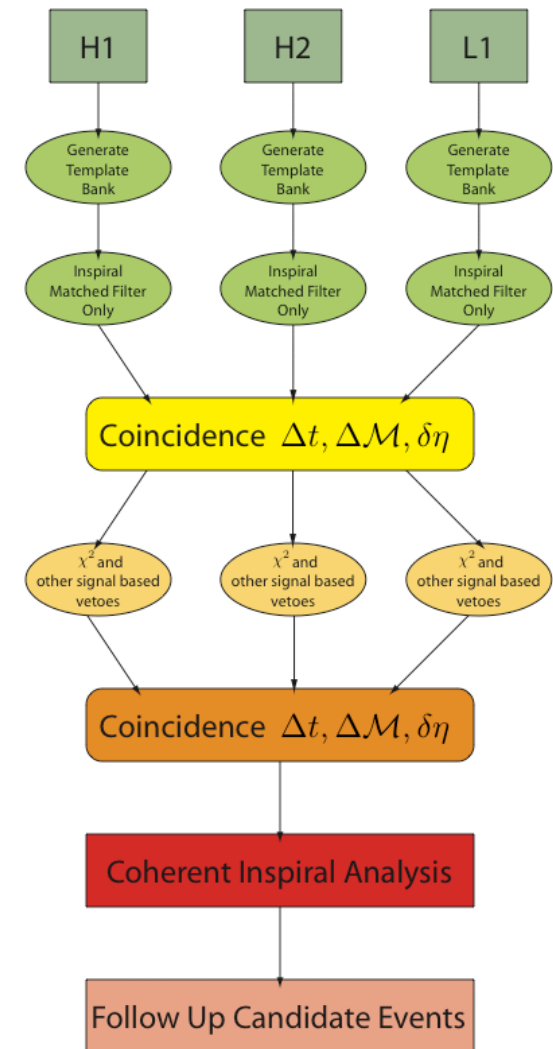 H1
H2
L1
Generate
Template
Bank
Generate
Template
Bank
Generate
Template
Bank
Inspiral
Matched Filter
Only
Inspiral
Matched Filter
Only
Inspiral
Matched Filter
Only
Coincidence Δt, Δℳ, δη
χ² and
other signal based
vetoes
χ² and
other signal based
vetoes
χ² and
other signal based
vetoes
Coincidence Δt, Δℳ, δη
Coherent Inspiral Analysis
Follow Up Candidate Events